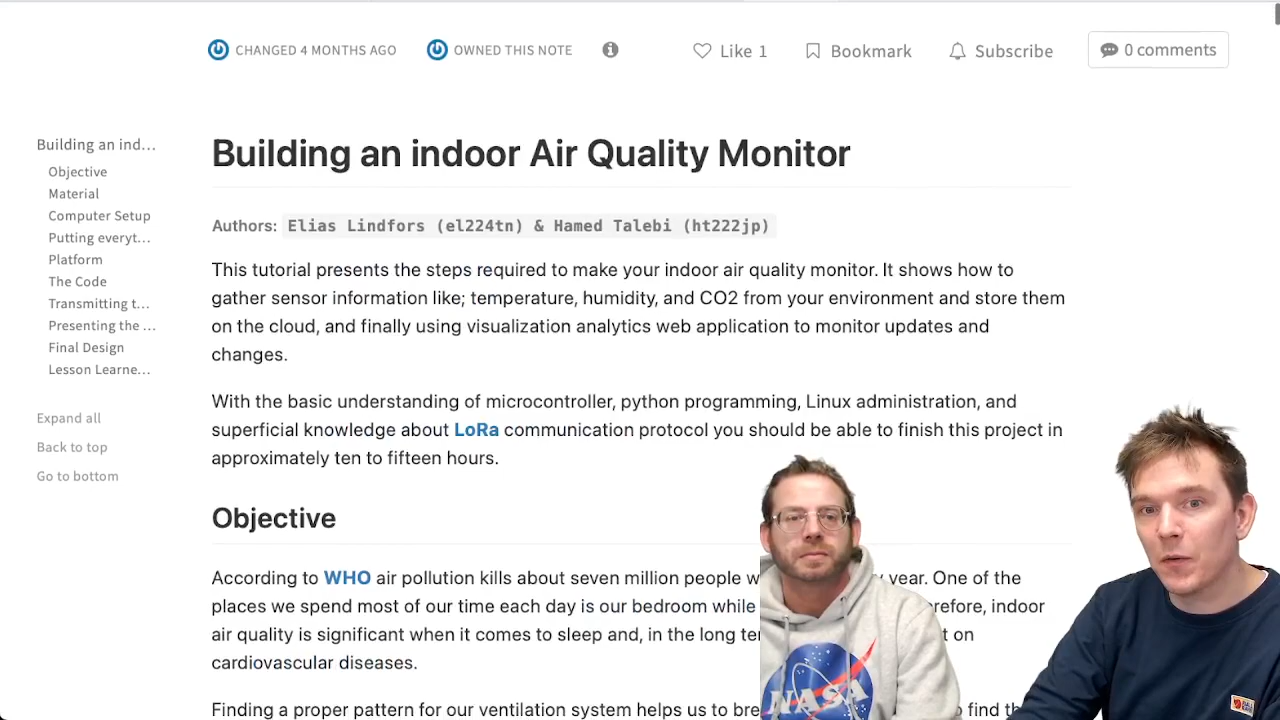 CHANGED 4 MONTHS AGO
OWNED THIS NOTE
Like 1
Bookmark
Subscribe
0 comments
Building an ind...
Objective
Material
Computer Setup
Putting everyt...
Platform
The Code
Transmitting t...
Presenting the ...
Final Design
Lesson Learne...
Expand all
Back to top
Go to bottom
Building an indoor Air Quality Monitor
Authors: Elias Lindfors (el224tn) & Hamed Talebi (ht222jp)
This tutorial presents the steps required to make your indoor air quality monitor. It shows how to
gather sensor information like; temperature, humidity, and CO2 from your environment and store them
on the cloud, and finally using visualization analytics web application to monitor updates and
changes.
With the basic understanding of microcontroller, python programming, Linux administration, and
superficial knowledge about LoRa communication protocol you should be able to finish this project in
approximately ten to fifteen hours.
Objective
According to WHO air pollution kills about seven million people year. One of the
places we spend most of our time each day is our bedroom while indoor
air quality is significant when it comes to sleep and, in the long on
cardiovascular diseases.
Finding a proper pattern for our ventilation system helps us to
NASA